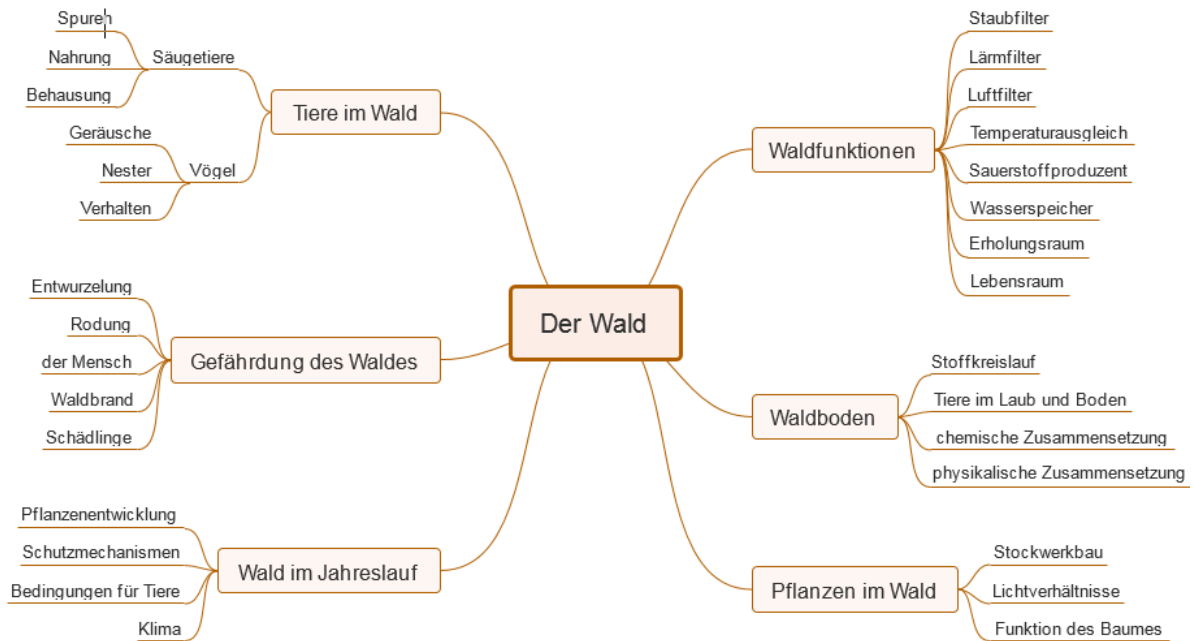 Der Wald
Tiere im Wald
Säugetiere
Spuren
Nahrung
Behausung
Vögel
Geräusche
Nester
Verhalten
Gefährdung des Waldes
Entwurzelung
Rodung
der Mensch
Waldbrand
Schädlinge
Wald im Jahreslauf
Pflanzenentwicklung
Schutzmechanismen
Bedingungen für Tiere
Klima
Waldfunktionen
Staubfilter
Lärmfilter
Luftfilter
Temperaturausgleich
Sauerstoffproduzent
Wasserspeicher
Erholungsraum
Lebensraum
Waldboden
Stoffkreislauf
Tiere im Laub und Boden
chemische Zusammensetzung
physikalische Zusammensetzung
Pflanzen im Wald
Stockwerkbau
Lichtverhältnisse
Funktion des Baumes